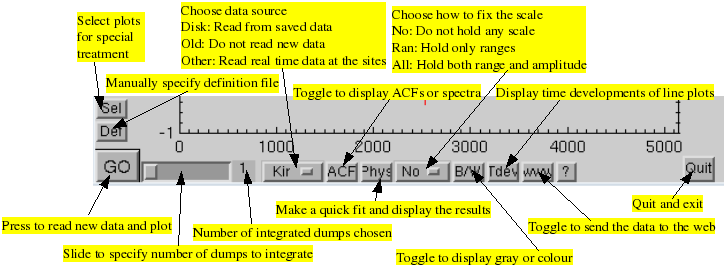 Select plots
for special
treatment
Choose data source
Disk: Read from saved data
Old: Do not read new data
Other: Read real time data at the sites
Choose how to fix the scale
No: Do not hold any scale
Ran: Hold only ranges
All: Hold both range and amplitude
Manually specify definition file
Toggle to display ACFs or spectra
Display time developments of line plots
Sel
Def
-1
0 1000 2000 3000 4000 5000
GO
1 Kir ACF Phys No B/W Tdev www ? Quit
Make a quick fit and display the results
Quit and exit
Press to read new data and plot
Number of integrated dumps chosen
Toggle to send the data to the web
Slide to specify number of dumps to integrate
Toggle to display gray or colour